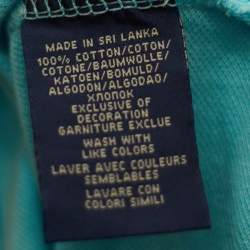 MADE IN SRI LANKA
100% COTTON/COTON/
COTONE/BAUMWOLLE/
KATOEN/BOMULD/
ALGODON/ALGODAO/
ХЛОПОК
EXCLUSIVE OF
DECORATION
GARNITURE EXCLUE
WASH WITH
LIKE COLORS
LAVER AVEC COULEURS
SEMBLABLES
LAVARE CON
COLORI SIMILI